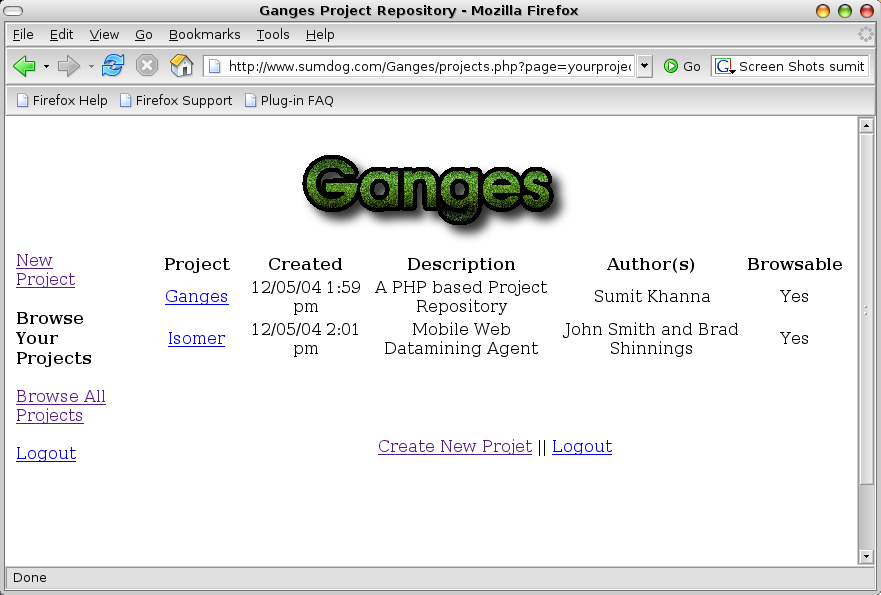 Ganges Project Repository - Mozilla Firefox
File Edit View Go Bookmarks Tools Help
http://www.sumdog.com/Ganges/projects.php?page=yourprojec Go G Screen Shots sumit
Firefox Help Firefox Support Plug-in FAQ
Ganges
New
Project
Browse
Your
Projects
Browse All
Projects
Logout
Project Created Description Author(s) Browsable
Ganges 12/05/04 1:59 pm A PHP based Project Repository Sumit Khanna Yes
Isomer 12/05/04 2:01 pm Mobile Web Datamining Agent John Smith and Brad Shinnings Yes
Create New Projet || Logout
Done